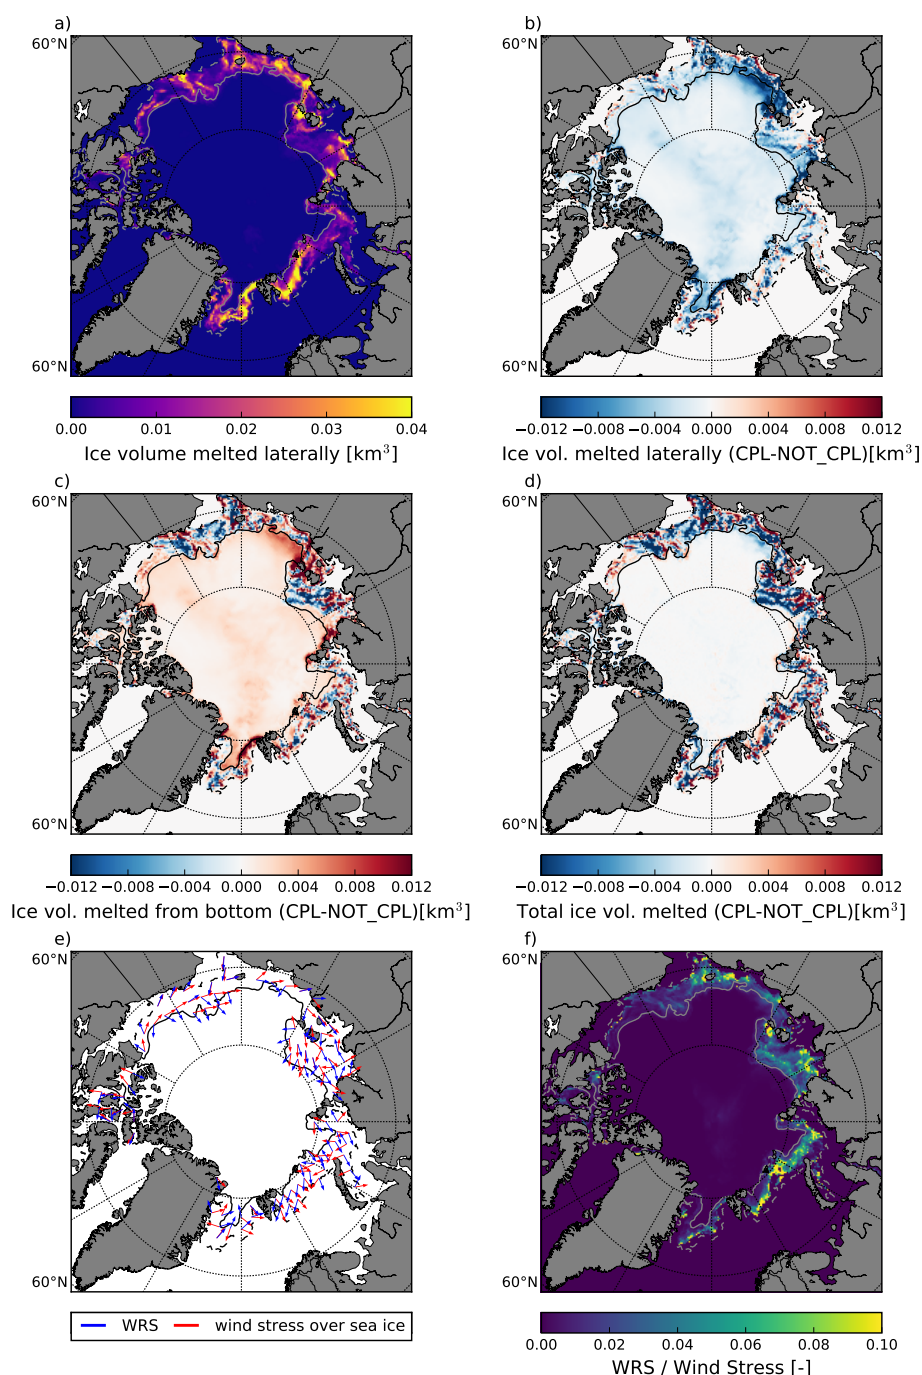 a)
b)
60°N
60°N
60°N
60°N
0.00 0.01 0.02 0.03 0.04
−0.012 −0.008 −0.004 0.000 0.004 0.008 0.012
Ice volume melted laterally [km³]
Ice vol. melted laterally (CPL-NOT_CPL)[km³]
c)
d)
60°N
60°N
60°N
60°N
−0.012 −0.008 −0.004 0.000 0.004 0.008 0.012
−0.012 −0.008 −0.004 0.000 0.004 0.008 0.012
Ice vol. melted from bottom (CPL-NOT_CPL)[km³]
Total ice vol. melted (CPL-NOT_CPL)[km³]
e)
f)
60°N
60°N
60°N
60°N
WRS wind stress over sea ice
0.00 0.02 0.04 0.06 0.08 0.10
WRS / Wind Stress [-]